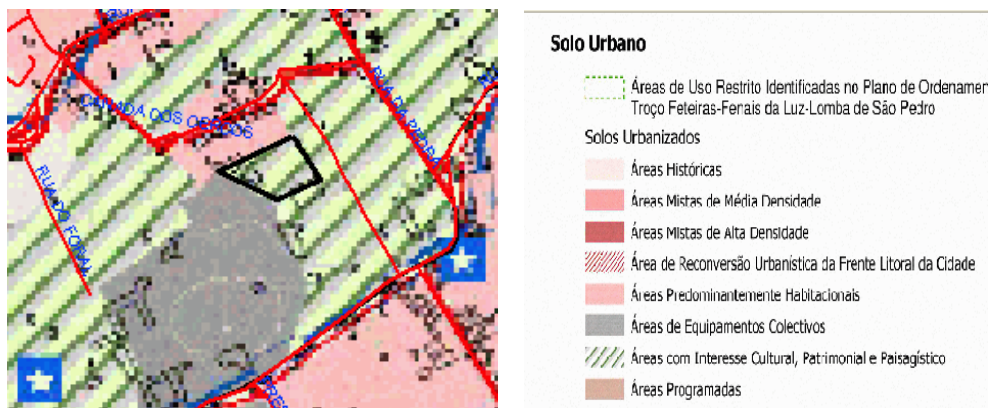 CANADA DOS
RUA DA PEDRA
RUA DO FORAL
Solo Urbano
Áreas de Uso Restrito Identificadas no Plano de Ordenamen
Troço Feteiras-Fenais da Luz-Lomba de São Pedro
Solos Urbanizados
Áreas Históricas
Áreas Mistas de Média Densidade
Áreas Mistas de Alta Densidade
Área de Reconversão Urbanística da Frente Litoral da Cidade
Áreas Predominantemente Habitacionais
Áreas de Equipamentos Colectivos
Áreas com Interesse Cultural, Patrimonial e Paisagístico
Áreas Programadas